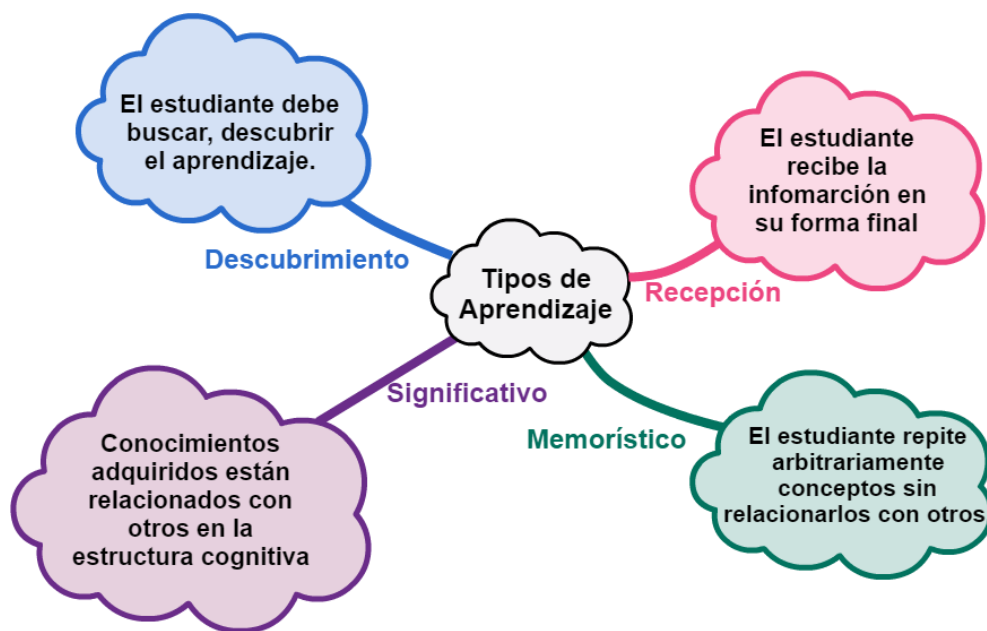 El estudiante debe
buscar, descubrir
el aprendizaje.
Descubrimiento
El estudiante
recibe la
infomarción en
su forma final
Recepción
Tipos de
Aprendizaje
Significativo
Conocimientos
adquiridos están
relacionados con
otros en la
estructura cognitiva
Memorístico
El estudiante repite
arbitrariamente
conceptos sin
relacionarlos con otros